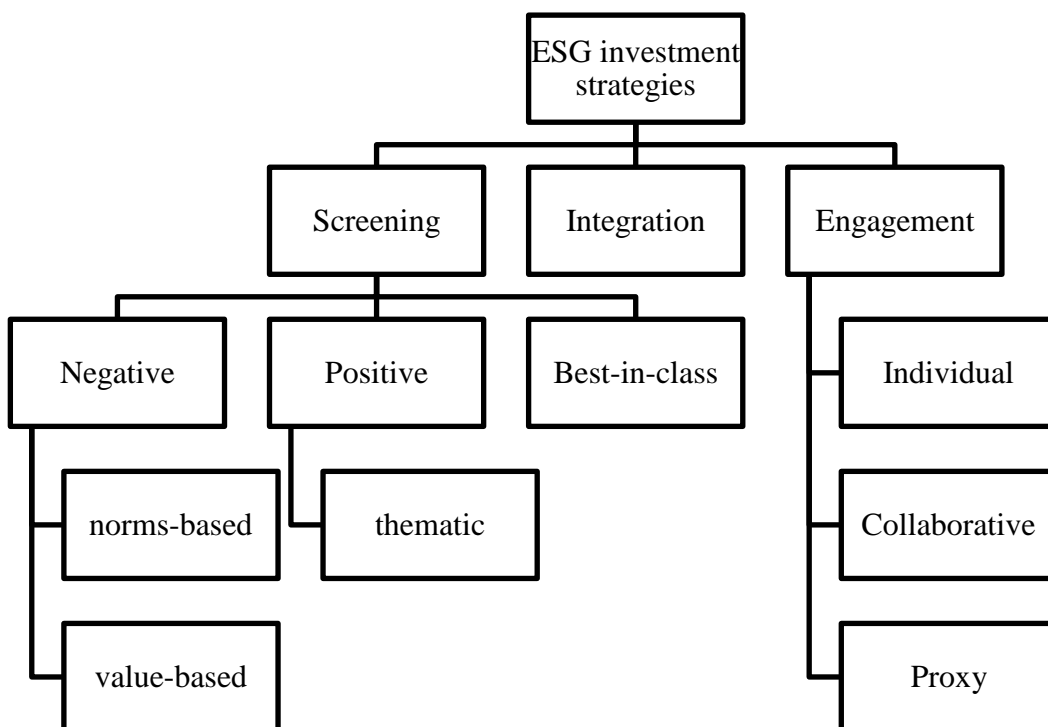 ESG investment
strategies
Screening
Integration
Engagement
Negative
Positive
Best-in-class
Individual
norms-based
thematic
Collaborative
value-based
Proxy